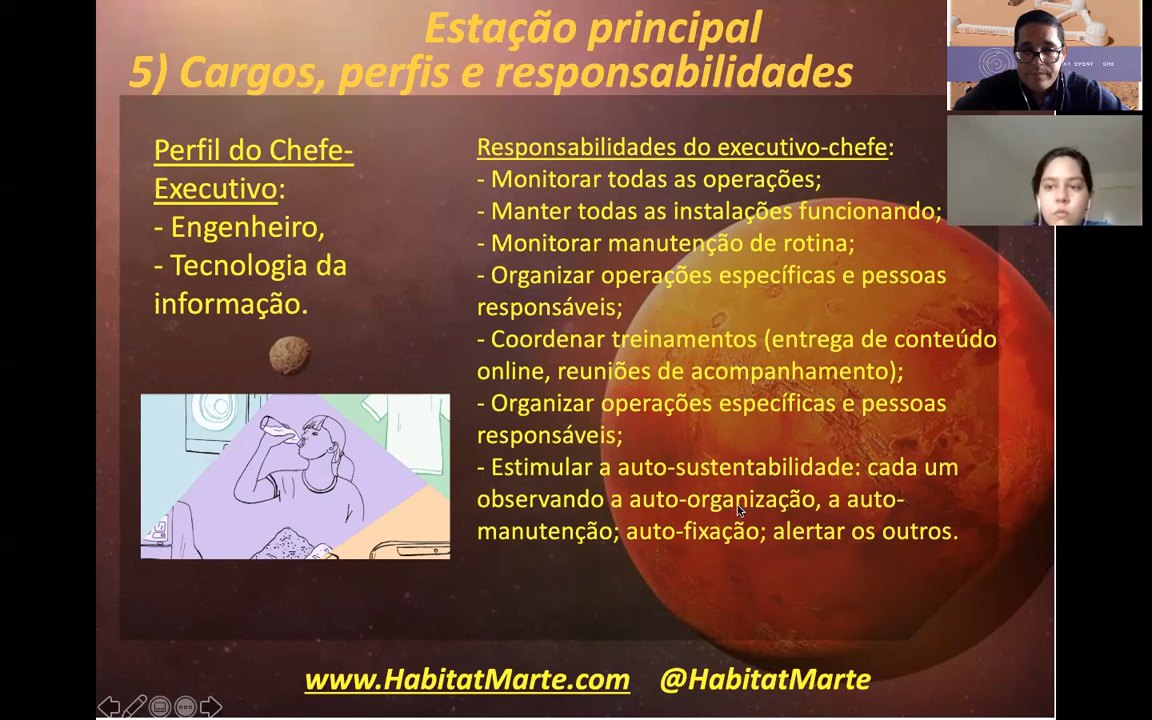 Estação principal
5) Cargos, perfis e responsabilidades
Perfil do Chefe-
Executivo:
- Engenheiro,
- Tecnologia da
informação.
Responsabilidades do executivo-chefe:
- Monitorar todas as operações;
- Manter todas as instalações funcionando;
- Monitorar manutenção de rotina;
- Organizar operações específicas e pessoas
responsáveis;
- Coordenar treinamentos (entrega de conteúdo
online, reuniões de acompanhamento);
- Organizar operações específicas e pessoas
responsáveis;
- Estimular a auto-sustentabilidade: cada um
observando a auto-organização, a auto-
manutenção; auto-fixação; alertar os outros.
www.HabitatMarte.com @HabitatMarte